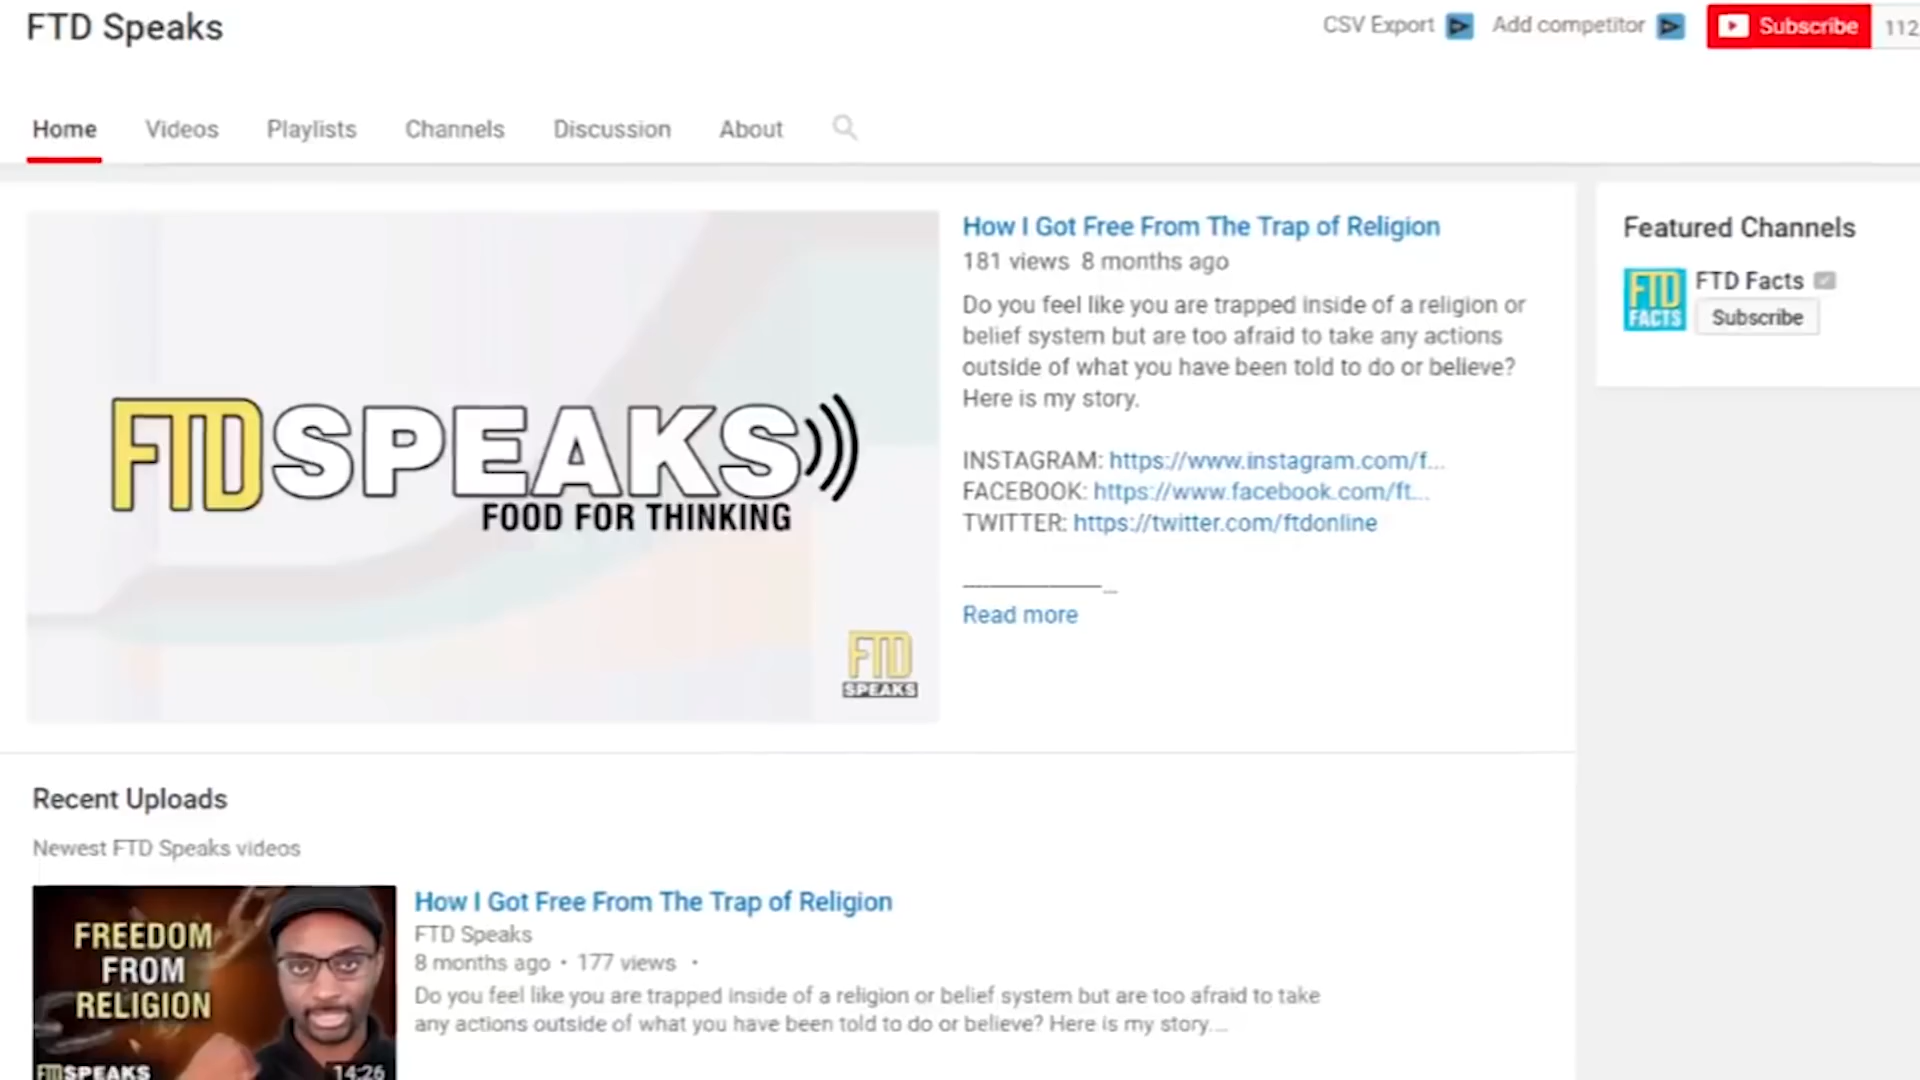 FTD Speaks
CSV Export
Add competitor
Subscribe
112
Home
Videos
Playlists
Channels
Discussion
About
FTD SPEAKS
FOOD FOR THINKING
FTD
SPEAKS
How I Got Free From The Trap of Religion
181 views 8 months ago
Do you feel like you are trapped inside of a religion or
belief system but are too afraid to take any actions
outside of what you have been told to do or believe?
Here is my story.
INSTAGRAM: https://www.instagram.com/f...
FACEBOOK: https://www.facebook.com/ft...
TWITTER: https://twitter.com/ftdonline
Read more
Featured Channels
FTD
FACTS
FTD Facts
Subscribe
Recent Uploads
Newest FTD Speaks videos
FREEDOM
FROM
RELIGION
FTD SPEAKS
14:26
How I Got Free From The Trap of Religion
FTD Speaks
8 months ago • 177 views •
Do you feel like you are trapped inside of a religion or belief system but are too afraid to take
any actions outside of what you have been told to do or believe? Here is my story...